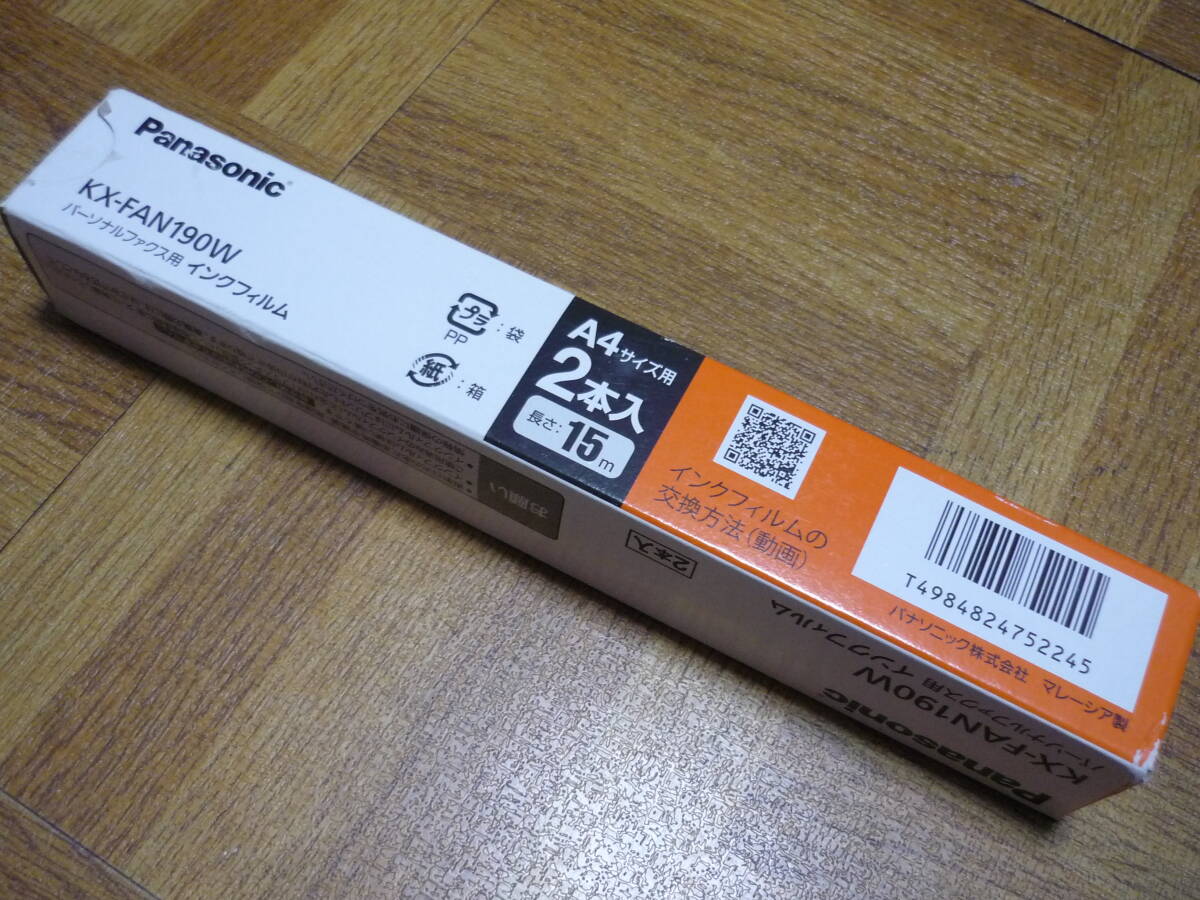 Panasonic
KX-FAN190W
パーソナルファクス用 インクフィルム
プラ : 袋
PP
紙 : 箱
A4サイズ用
2本入
長さ: 15m
インクフィルムの
交換方法(動画)
T4984824752245
パナソニック株式会社 マレーシア製
お願い
2本入
Panasonic
KX-FAN190W
パーソナルファクス用 インクフィルム